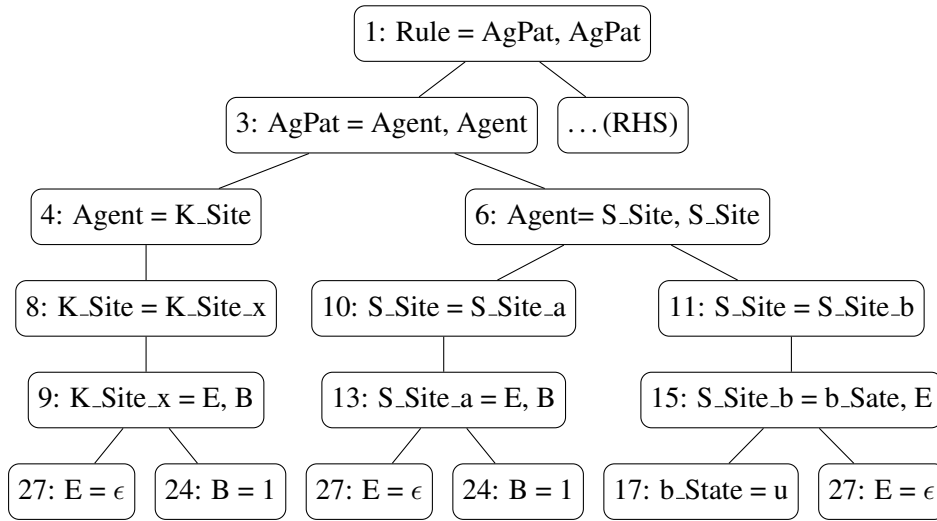 1: Rule = AgPat, AgPat
3: AgPat = Agent, Agent
. . . (RHS)
4: Agent = K_Site
6: Agent= S_Site, S_Site
8: K_Site = K_Site_x
10: S_Site = S_Site_a
11: S_Site = S_Site_b
9: K_Site_x = E, B
13: S_Site_a = E, B
15: S_Site_b = b_Sate, E
27: E = ϵ
24: B = 1
27: E = ϵ
24: B = 1
17: b_State = u
27: E = ϵ